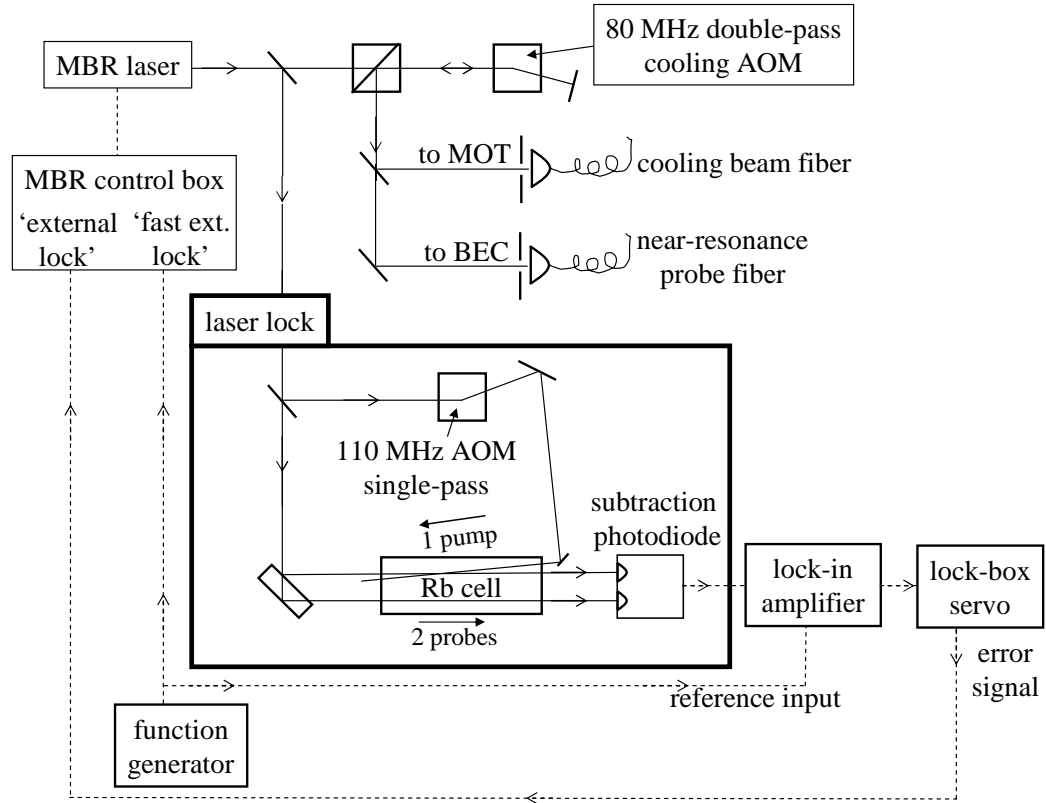 MBR laser
80 MHz double-pass
cooling AOM
MBR control box
‘external
lock’
‘fast ext.
lock’
to MOT
cooling beam fiber
to BEC
near-resonance
probe fiber
laser lock
110 MHz AOM
single-pass
1 pump
Rb cell
2 probes
subtraction
photodiode
lock-in
amplifier
lock-box
servo
error
signal
reference input
function
generator